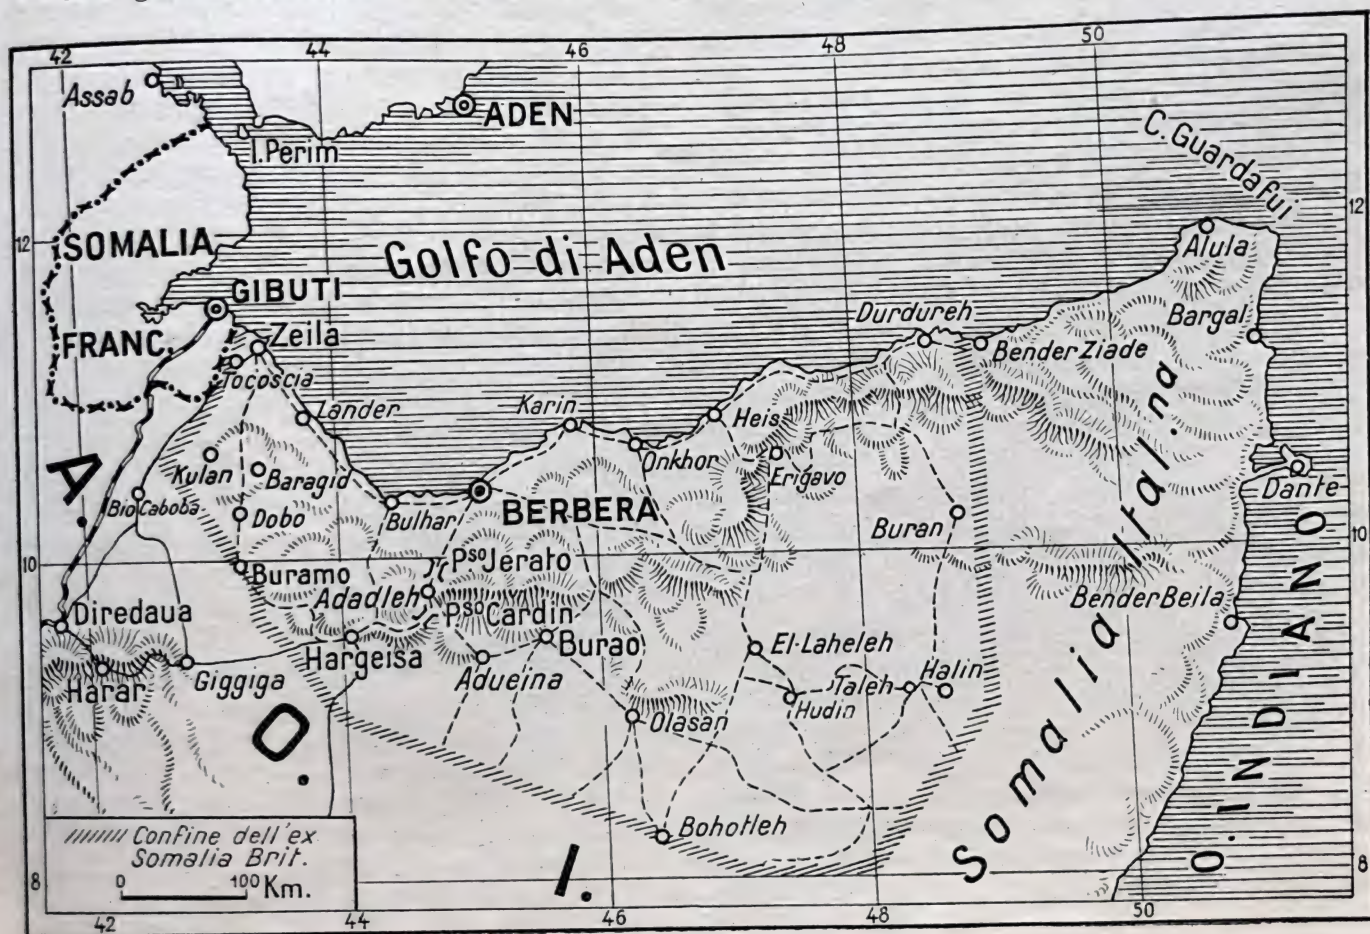 42 44 46 48 50
Assab
ADEN
I. Perim
C. Guardafui
12 12
SOMALIA
Golfo di Aden
Alula
GIBUTI
Durdureh
Bargal
FRANC.
Zeila
Bender Ziade
Tocoscia
Zander
Karin
Heis
Onkhor
Erigavo
A.
Kulan
Baragid
Dante
Bio Caboba
Bulhar
BERBERA
Dobo
Buran
10 10
Pso Jerato
Buramo
Adadleh
Pso Cardin
Bender Beila
Diredaua
Hargeisa
Burao
El-Laheleh
Harar
Giggiga
Adueina
Taleh
Halin
Hudin
Olasan
O.
Somalia Ital.na
O. INDIANO
Bohotleh
I.
Confine dell'ex
Somalia Brit.
0 100 Km.
8 8
42 44 46 48 50